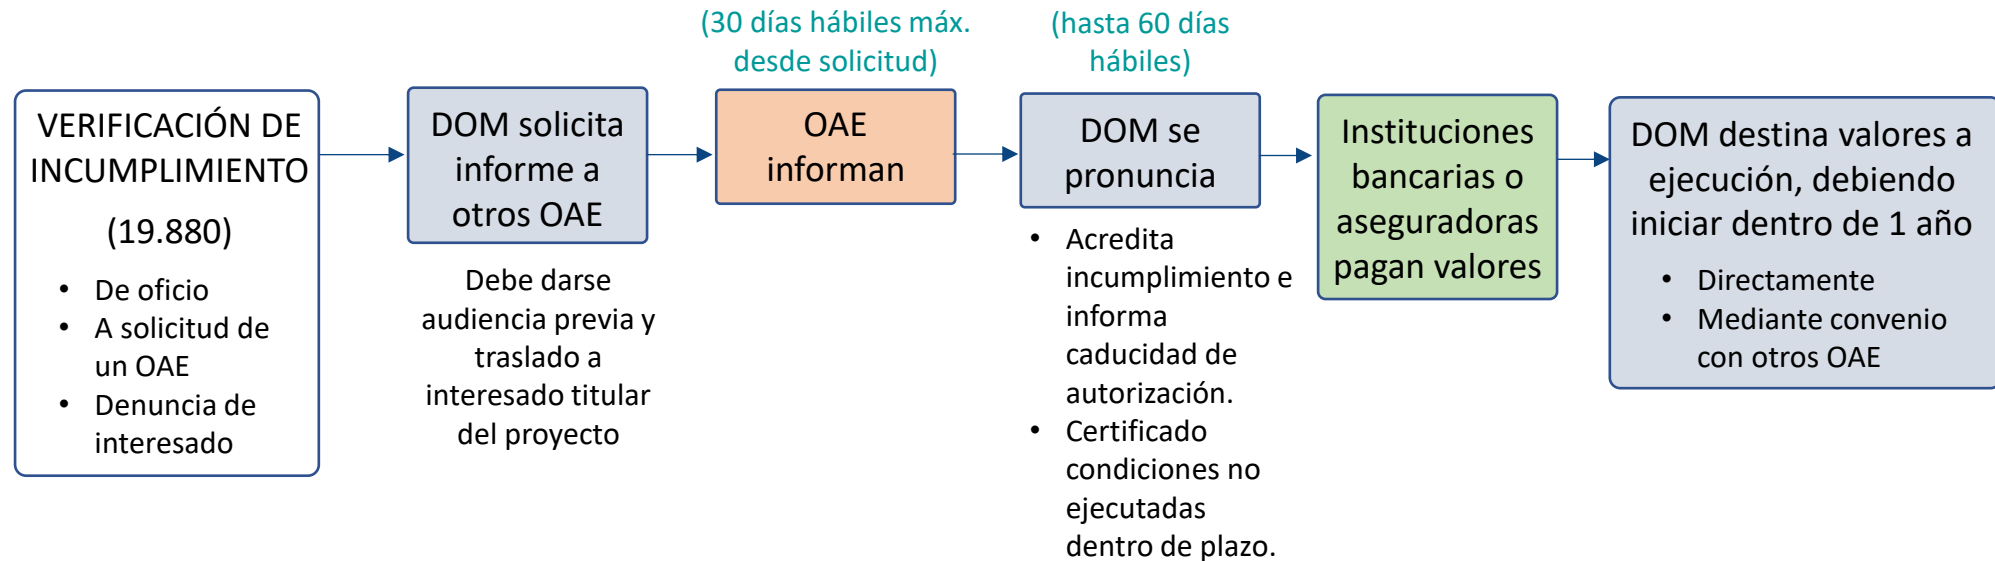 VERIFICACIÓN DE
INCUMPLIMIENTO
(19.880)
• De oficio
• A solicitud de
un OAE
• Denuncia de
interesado
DOM solicita
informe a
otros OAE
Debe darse
audiencia previa y
traslado a
interesado titular
del proyecto
(30 días hábiles máx.
desde solicitud)
OAE
informan
(hasta 60 días
hábiles)
DOM se
pronuncia
• Acredita
incumplimiento e
informa
caducidad de
autorización.
• Certificado
condiciones no
ejecutadas
dentro de plazo.
Instituciones
bancarias o
aseguradoras
pagan valores
DOM destina valores a
ejecución, debiendo
iniciar dentro de 1 año
• Directamente
• Mediante convenio
con otros OAE